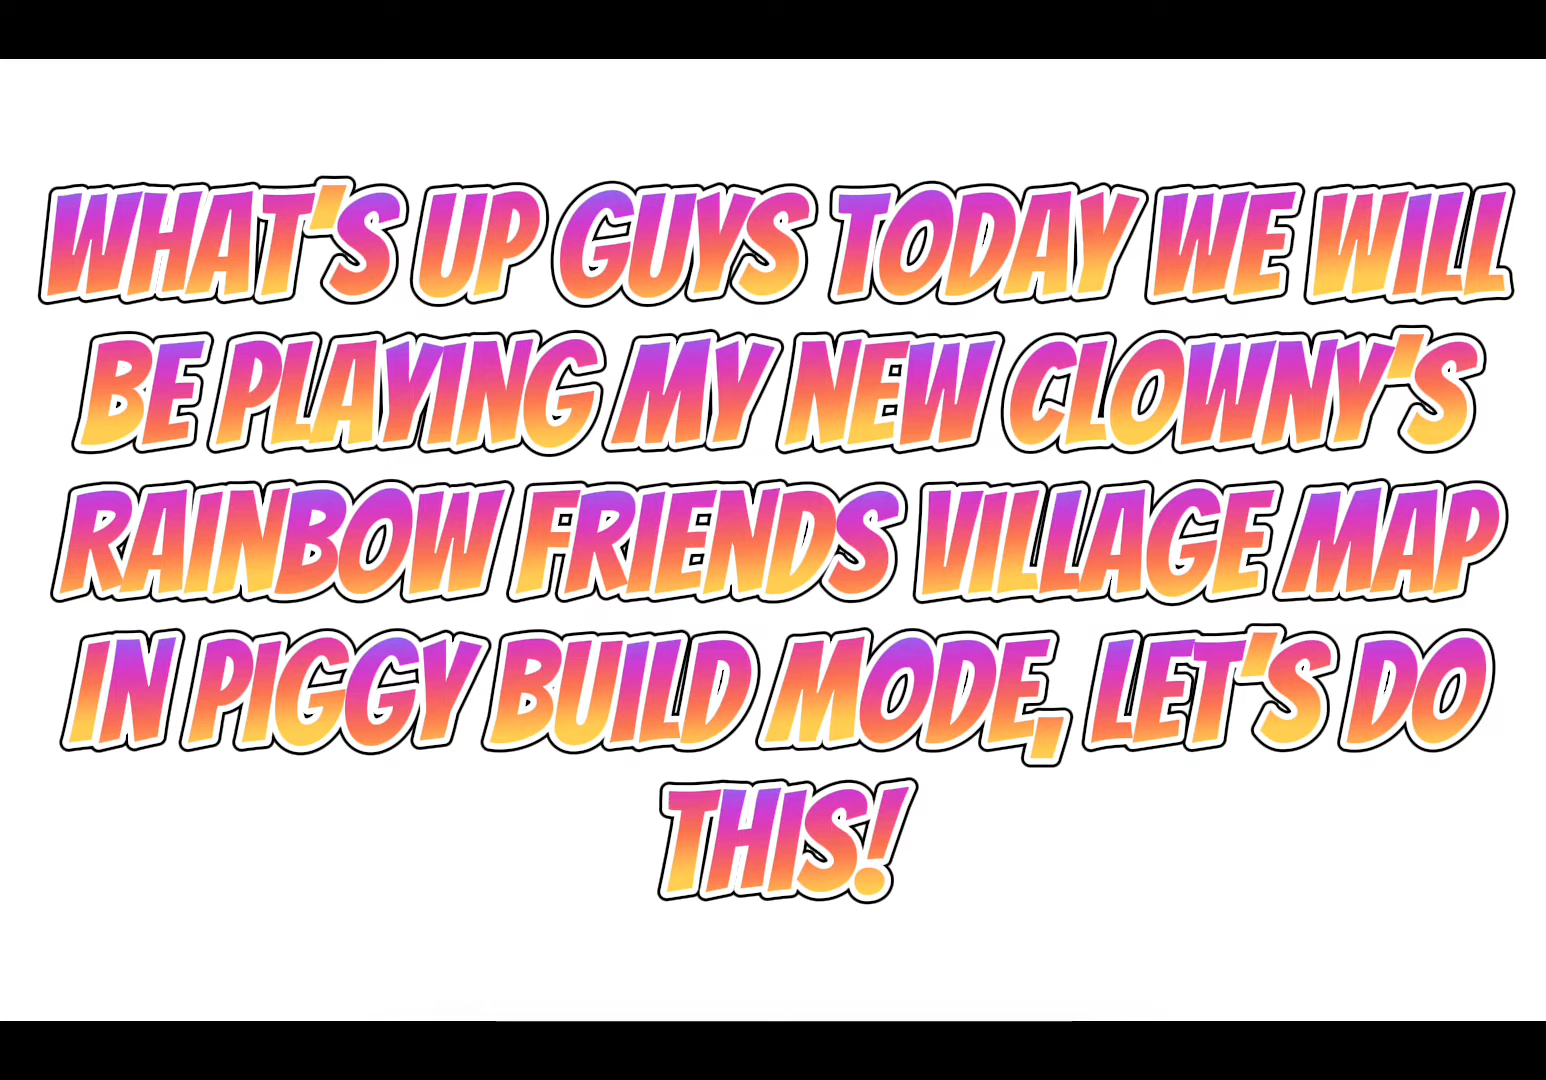 WHAT'S UP GUYS TODAY WE WILL
BE PLAYING MY NEW CLOWNY'S
RAINBOW FRIENDS VILLAGE MAP
IN PIGGY BUILD MODE, LET'S DO
THIS!